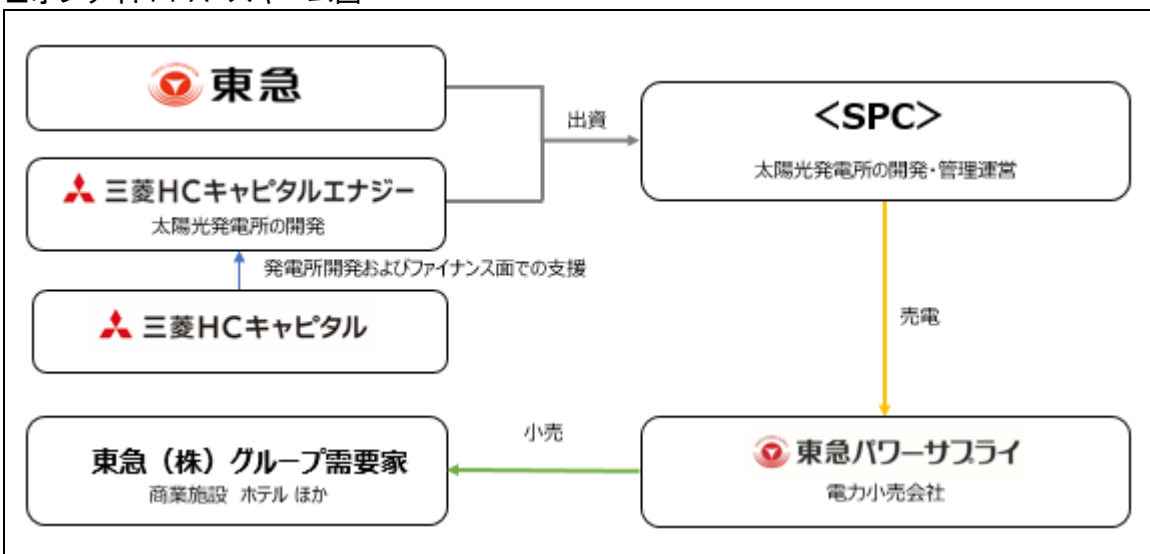 東急
出資
<SPC>
太陽光発電所の開発・管理運営
三菱HCキャピタルエナジー
太陽光発電所の開発
発電所開発およびファイナンス面での支援
三菱HCキャピタル
売電
小売
東急（株）グループ需要家
商業施設 ホテル ほか
東急パワーサプライ
電力小売会社